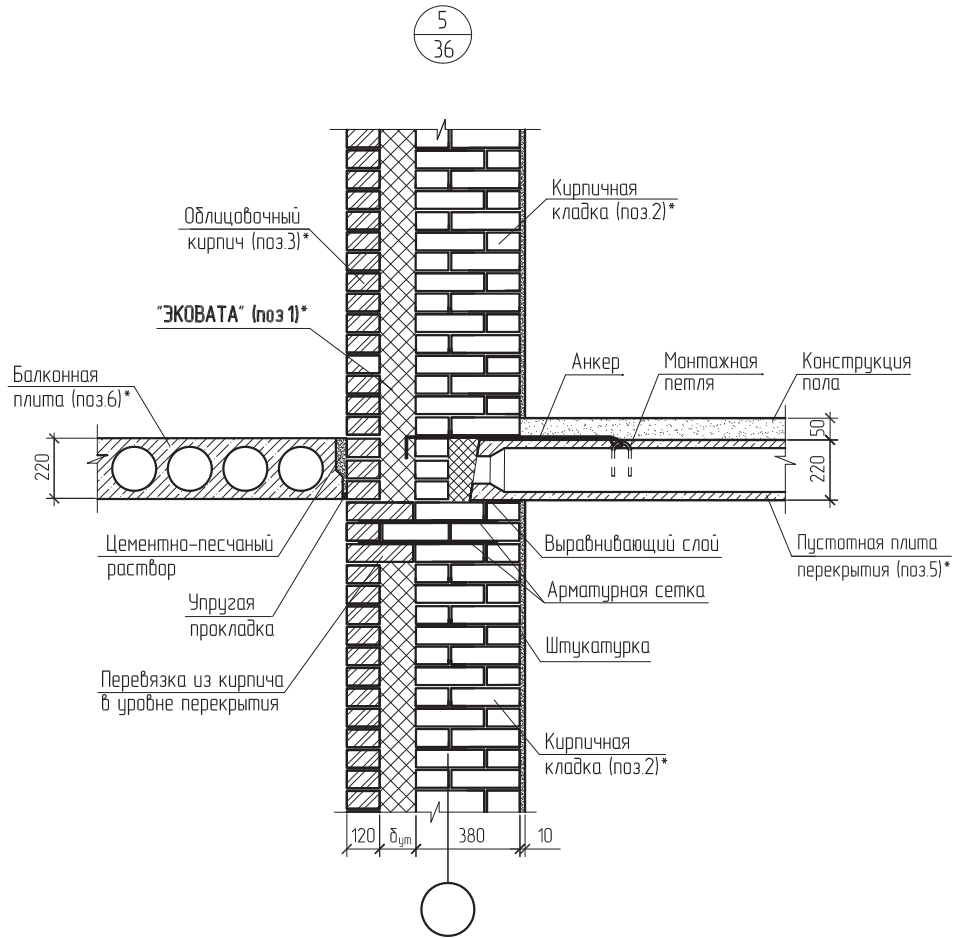 5
36
Кирпичная
кладка (поз.2)*
Облицовочный
кирпич (поз.3)*
"ЭКОВАТА" (поз 1)*
Анкер
Монтажная
петля
Конструкция
пола
Балконная
плита (поз.6)*
50
220
220
Цементно-песчаный
раствор
Выравнивающий слой
Пустотная плита
перекрытия (поз.5)*
Упругая
прокладка
Арматурная сетка
Штукатурка
Перевязка из кирпича
в уровне перекрытия
Кирпичная
кладка (поз.2)*
120 δут. 380 10